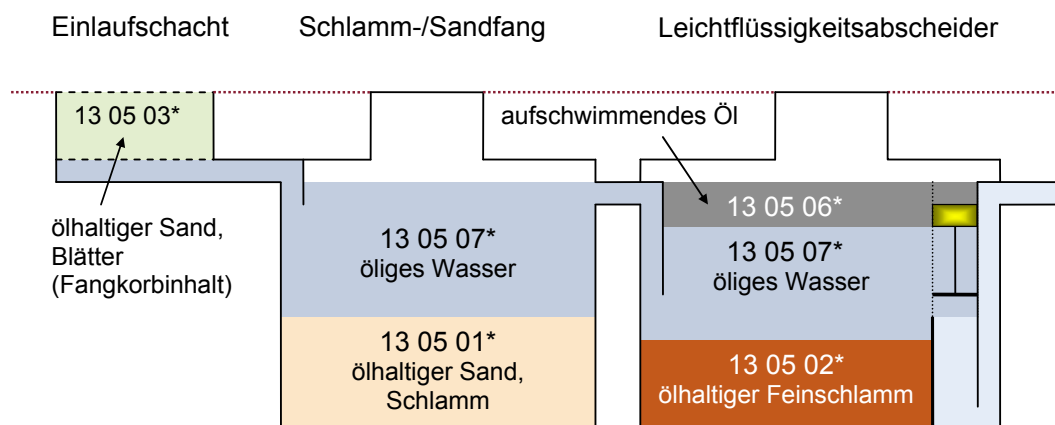 Einlaufschacht
Schlamm-/Sandfang
Leichtflüssigkeitsabscheider
13 05 03*
aufschwimmendes Öl
ölhaltiger Sand,
Blätter
(Fangkorbinhalt)
13 05 07*
öliges Wasser
13 05 01*
ölhaltiger Sand,
Schlamm
13 05 06*
13 05 07*
öliges Wasser
13 05 02*
ölhaltiger Feinschlamm